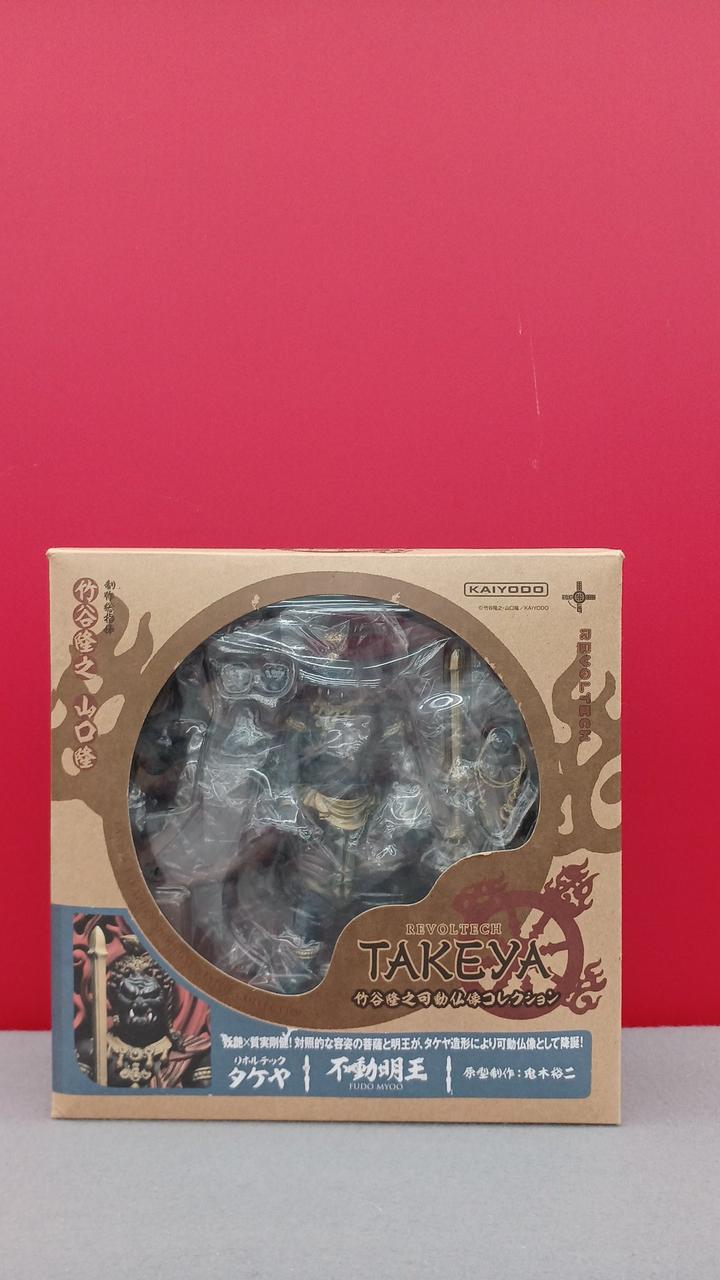 制作総指揮
竹谷隆之 山口隆
KAIYODO
©竹谷隆之・山口隆/KAIYODO
REVOLTECH
REVOLTECH
TAKEYA
竹谷隆之可動仏像コレクション
妖艶×質実剛健!対照的な容姿の菩薩と明王が、タケヤ造形により可動仏像として降誕!
リボルテック
タケヤ
不動明王
FUDO MYOO
原型制作:鬼木裕二